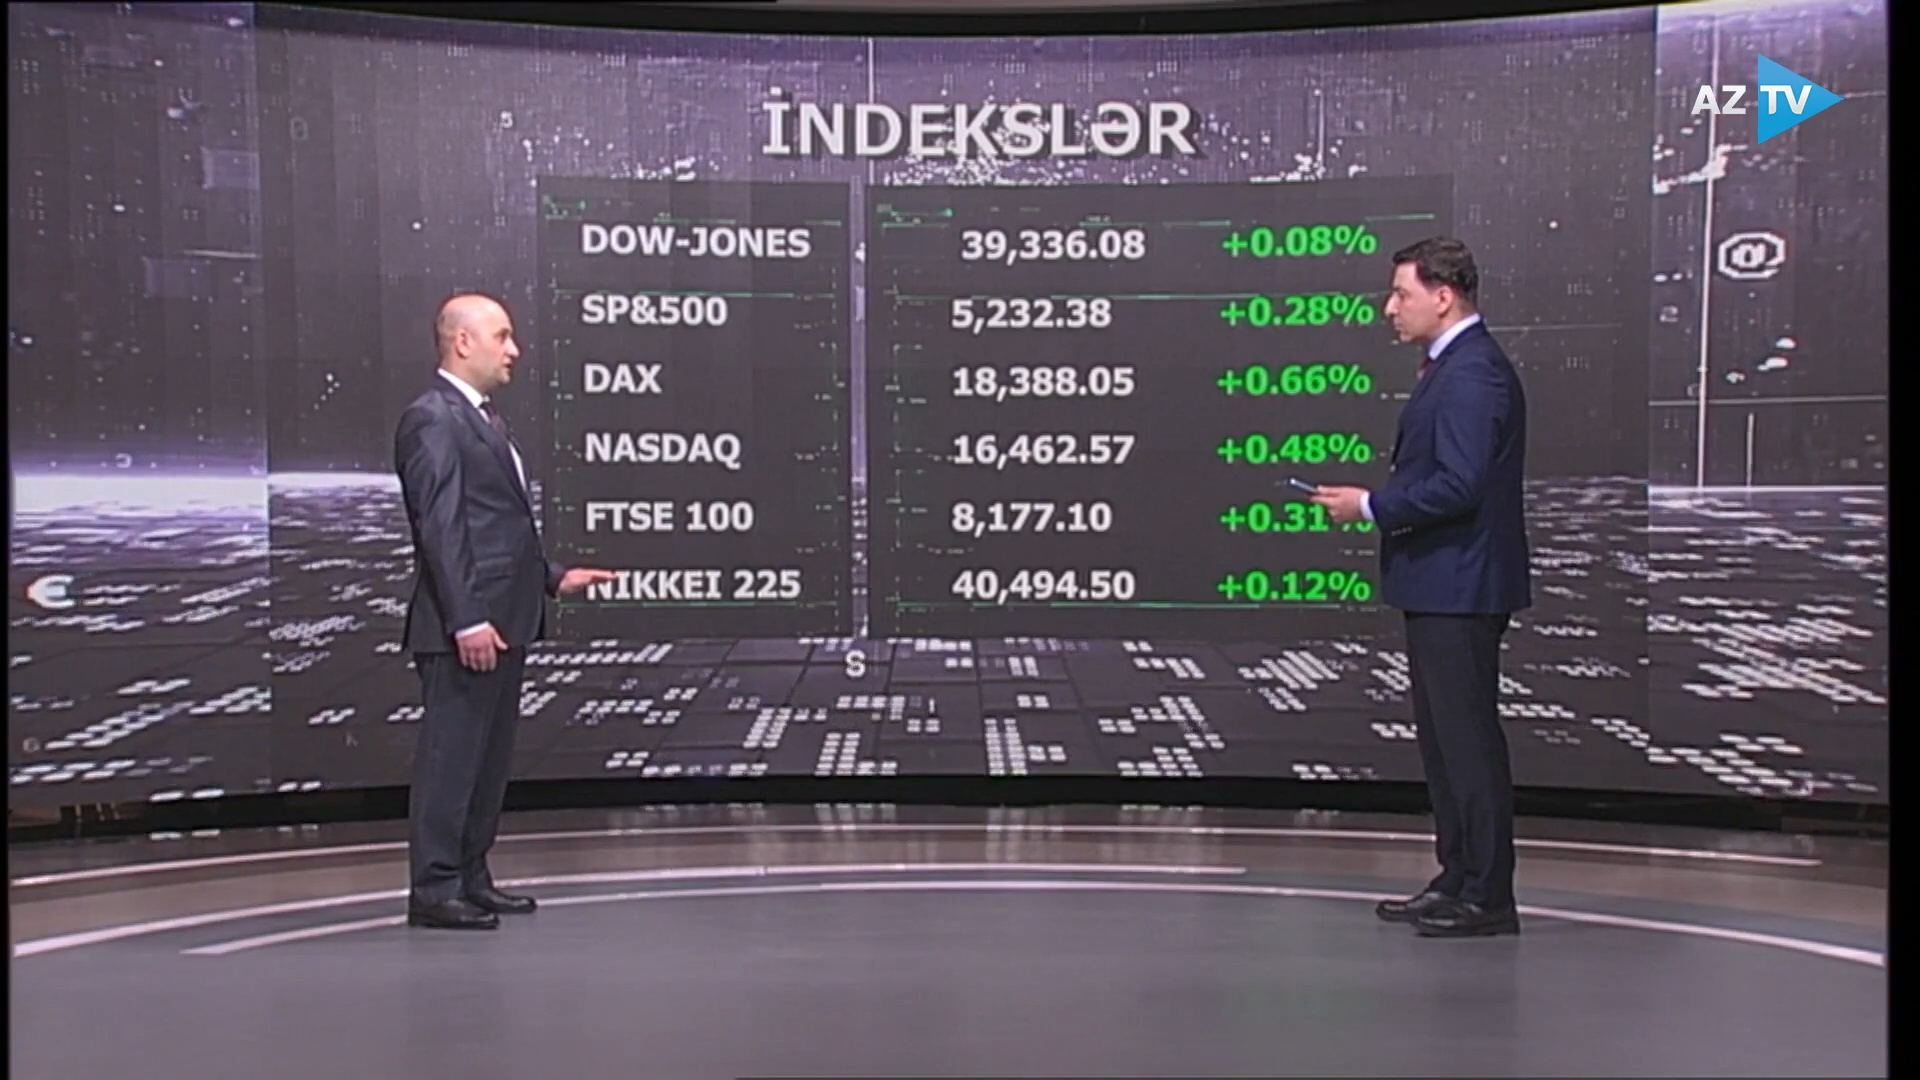 AZ TV
İNDEKSLƏR
DOW-JONES 39,336.08 +0.08%
SP&500 5,232.38 +0.28%
DAX 18,388.05 +0.66%
NASDAQ 16,462.57 +0.48%
FTSE 100 8,177.10 +0.31%
NIKKEI 225 40,494.50 +0.12%
@
€